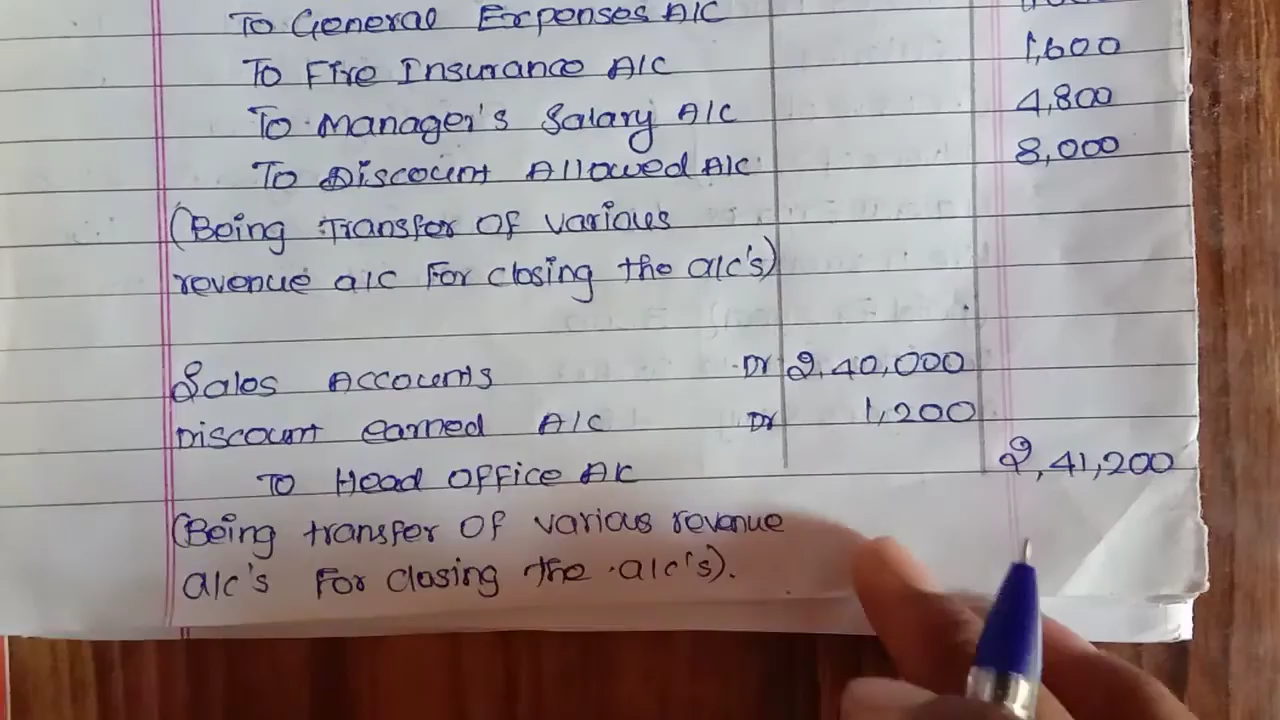 To General Expenses A/C
To Fire Insurance A/C 1,600
To Manager's Salary A/C 4,800
To Discount Allowed A/C 8,000
(Being Transfer Of various
revenue a/c For closing the a/c's)
Sales Accounts Dr 2,40,000
Discount earned A/C Dr 1,200
To Head Office A/C 2,41,200
(Being transfer Of various revenue
a/c's For closing the a/c's).